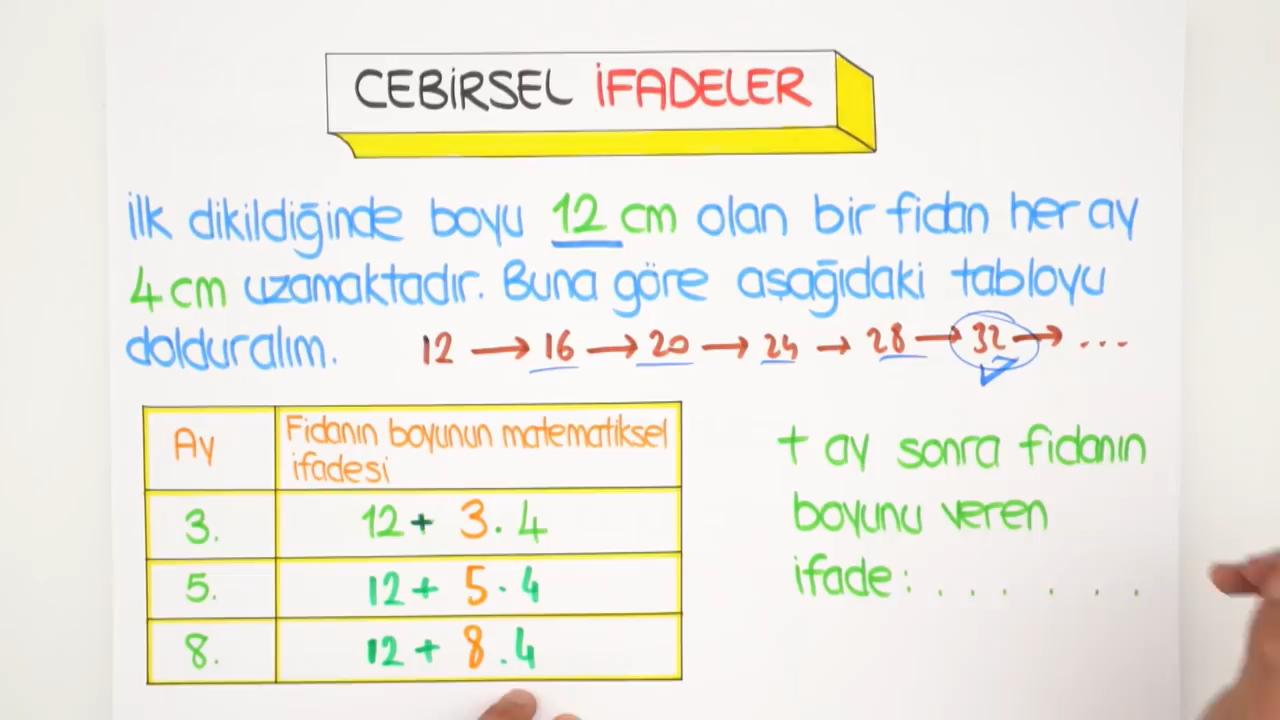 CEBİRSEL İFADELER
İlk dikildiğinde boyu 12 cm olan bir fidan her ay
4 cm uzamaktadır. Buna göre aşağıdaki tabloyu
dolduralım.
12 → 16 → 20 → 24 → 28 → 32 → ...
Ay
Fidanın boyunun matematiksel
ifadesi
3.
12 + 3.4
5.
12 + 5.4
8.
12 + 8.4
t ay sonra fidanın
boyunu veren
ifade: . . . . . .